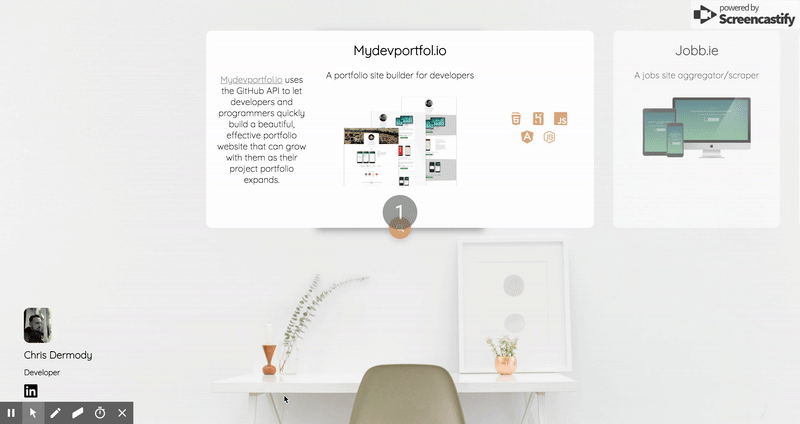 powered by
Screencastify
Mydevportfol.io
A portfolio site builder for developers
Mydevportfol.io uses
the GitHub API to let
developers and
programmers quickly
build a beautiful,
effective portfolio
website that can grow
with them as their
project portfolio
expands.
JS
1
Jobb.ie
A jobs site aggregator/scraper
Chris Dermody
Developer
in